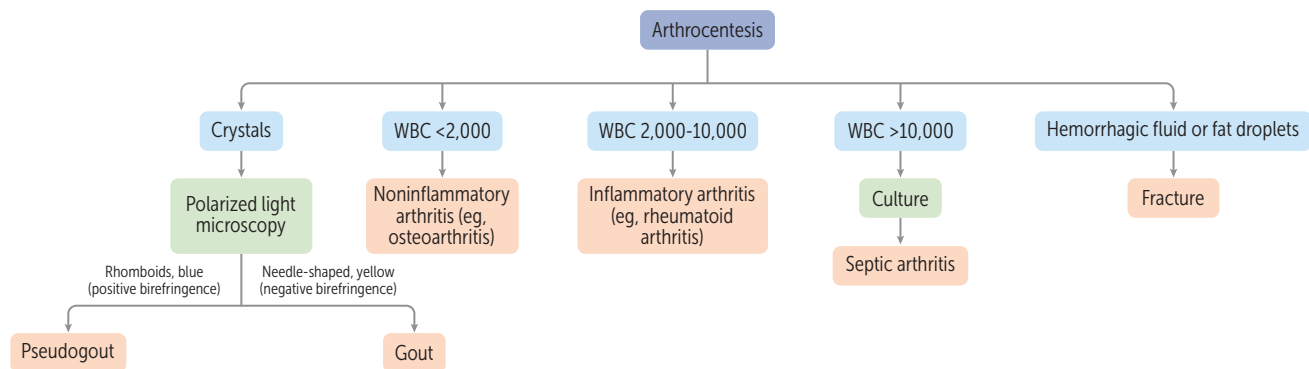 Arthrocentesis
Crystals
WBC <2,000
WBC 2,000-10,000
WBC >10,000
Hemorrhagic fluid or fat droplets
Polarized light
microscopy
Noninflammatory
arthritis (eg,
osteoarthritis)
Inflammatory arthritis
(eg, rheumatoid
arthritis)
Culture
Fracture
Septic arthritis
Rhomboids, blue
(positive birefringence)
Needle-shaped, yellow
(negative birefringence)
Pseudogout
Gout